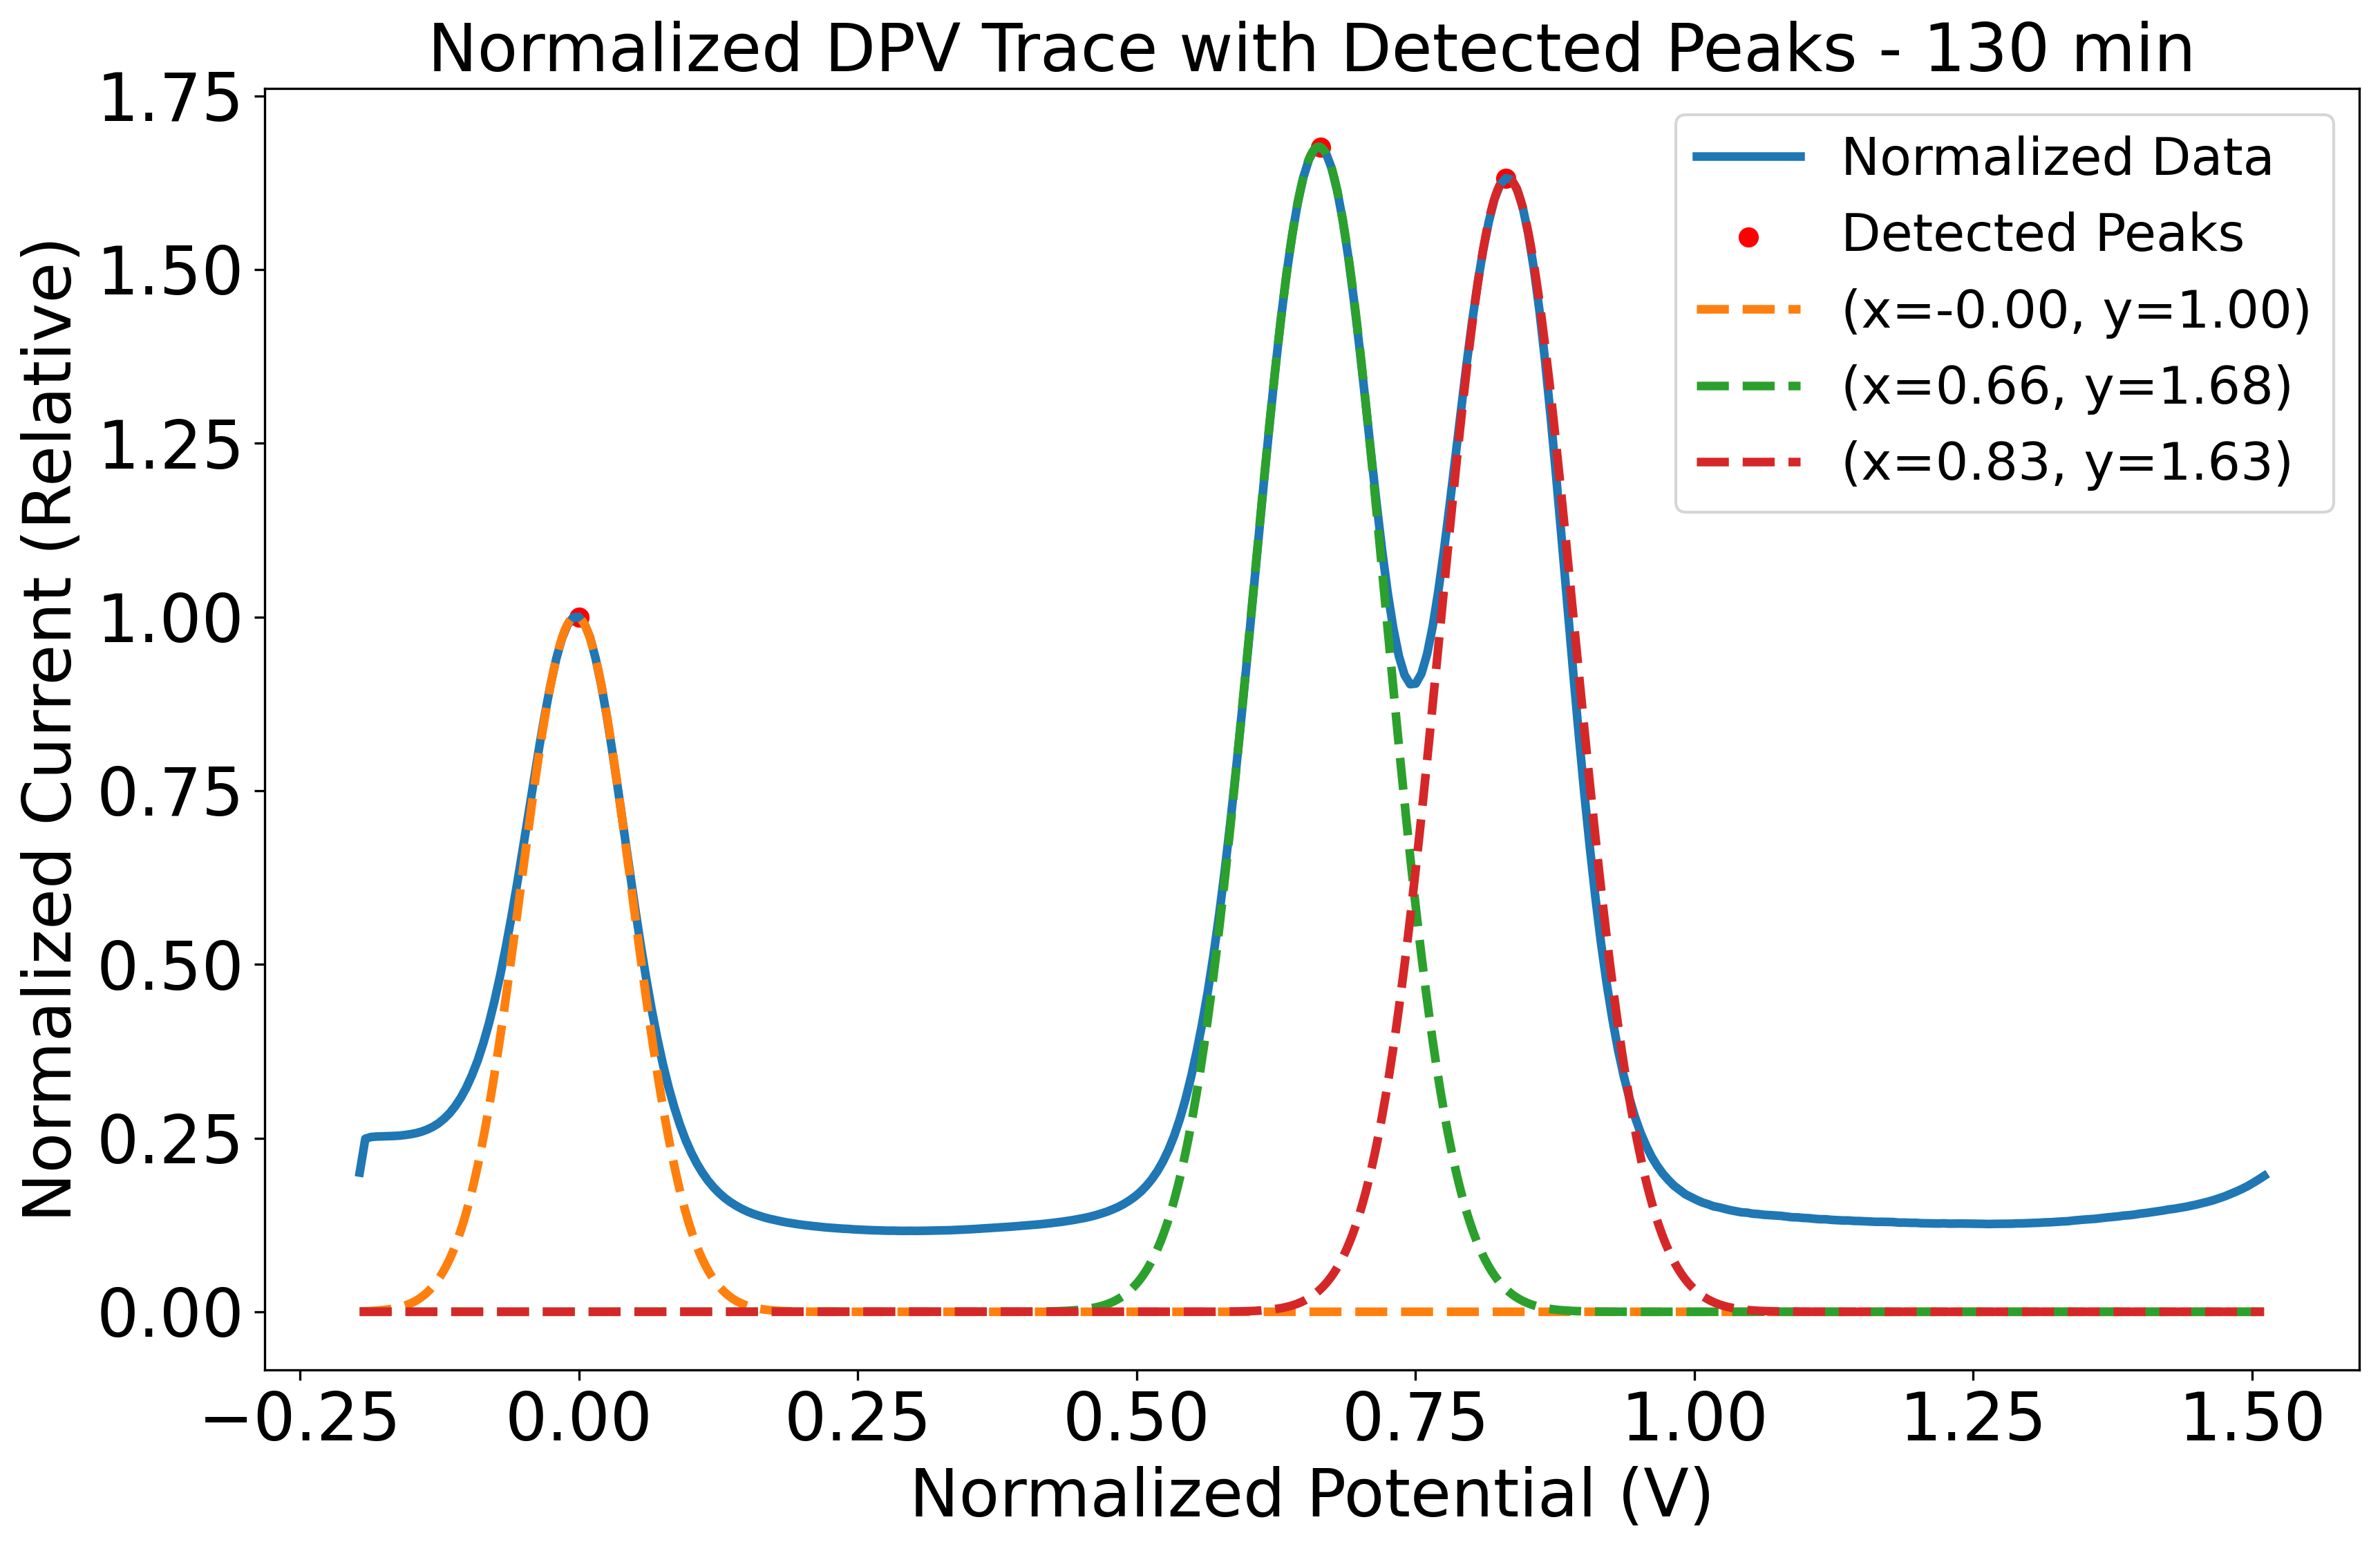 Normalized DPV Trace with Detected Peaks - 130 min
Normalized Current (Relative)
1.75
1.50
1.25
1.00
0.75
0.50
0.25
0.00
Normalized Data
Detected Peaks
(x=-0.00, y=1.00)
(x=0.66, y=1.68)
(x=0.83, y=1.63)
−0.25 0.00 0.25 0.50 0.75 1.00 1.25 1.50
Normalized Potential (V)